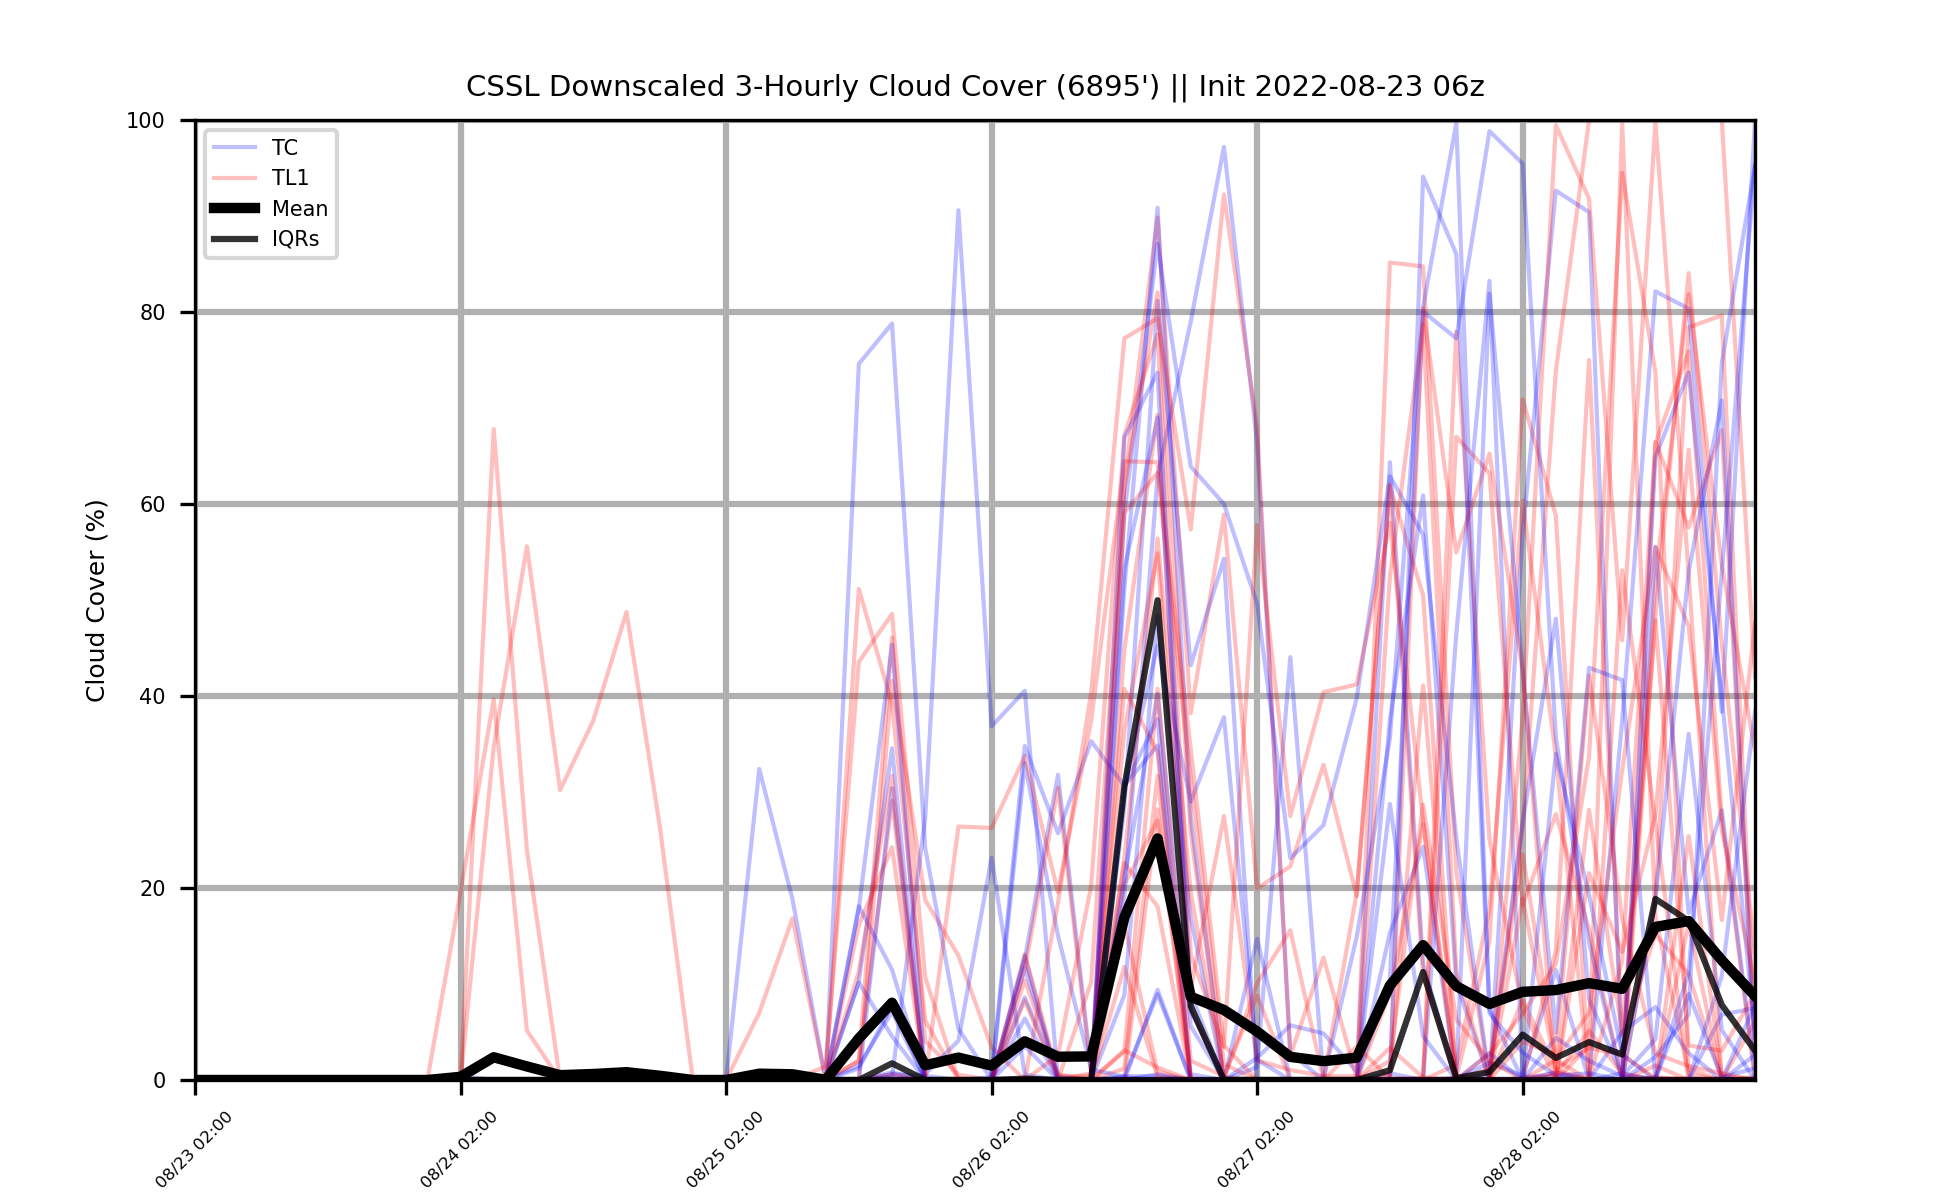 CSSL Downscaled 3-Hourly Cloud Cover (6895') || Init 2022-08-23 06z
Cloud Cover (%)
100
80
60
40
20
0
TC
TL1
Mean
IQRs
08/23 02:00
08/24 02:00
08/25 02:00
08/26 02:00
08/27 02:00
08/28 02:00